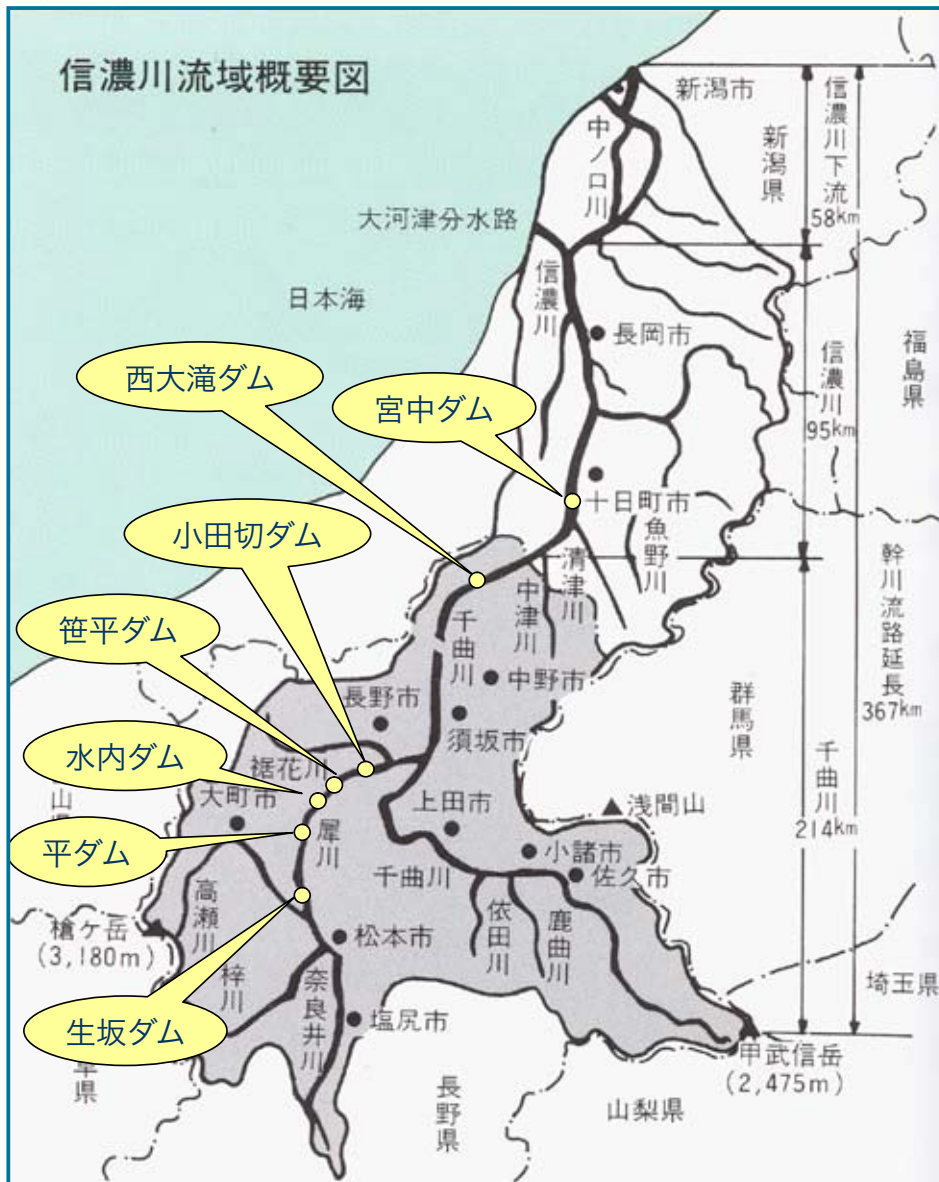 信濃川流域概要図
新潟市
中ノ口川
新潟県
信濃川下流
58km
大河津分水路
日本海
信濃川
長岡市
信濃川
95km
福島県
西大滝ダム
宮中ダム
十日町市
魚野川
清津川
中津川
小田切ダム
幹川流路延長
367km
笹平ダム
千曲川
中野市
長野市
須坂市
群馬県
水内ダム
裾花川
大町市
山
上田市
浅間山
千曲川
214km
平ダム
犀川
小諸市
千曲川
佐久市
高瀬川
依田川
鹿曲川
槍ケ岳
(3,180m)
松本市
梓川
奈良井川
埼玉県
生坂ダム
塩尻市
甲武信岳
(2,475m)
県
長野県
山梨県